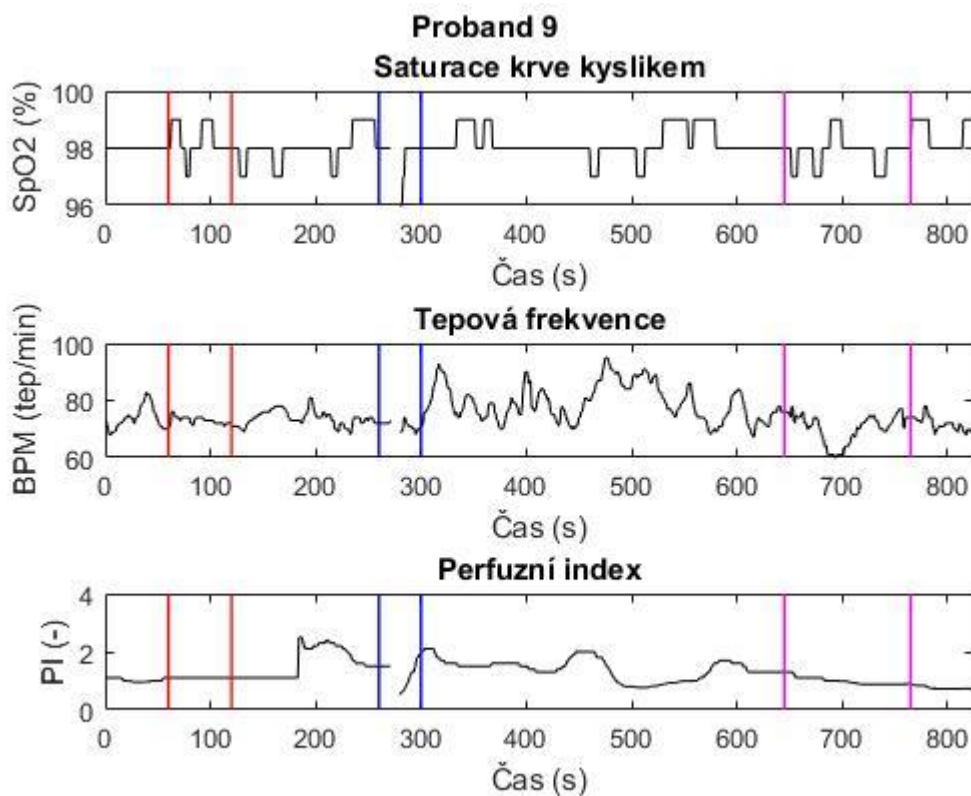 Proband 9
Saturace krve kyslikem
SpO2 (%)
100
98
96
0 100 200 300 400 500 600 700 800
Čas (s)
Tepová frekvence
BPM (tep/min)
100
80
60
0 100 200 300 400 500 600 700 800
Čas (s)
Perfuzní index
PI (-)
4
2
0
0 100 200 300 400 500 600 700 800
Čas (s)